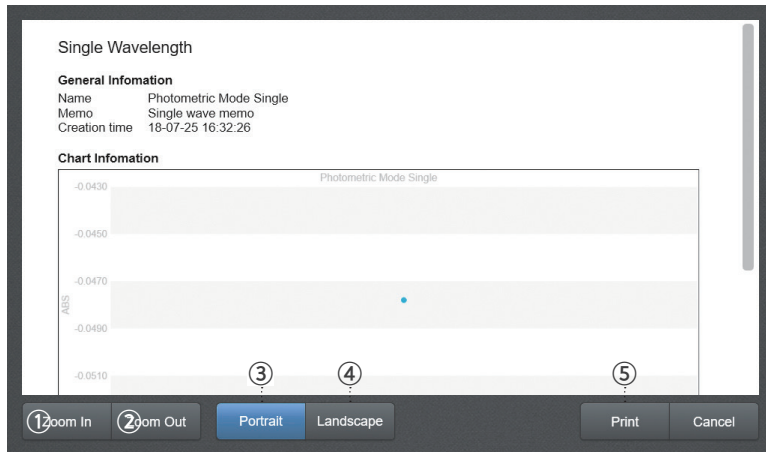 Single Wavelength
General Infomation
Name Photometric Mode Single
Memo Single wave memo
Creation time 18-07-25 16:32:26
Chart Infomation
Photometric Mode Single
-0.0430
-0.0450
-0.0470
ABS
-0.0490
-0.0510
③ ④ ⑤
①Zoom In ②Zoom Out Portrait Landscape Print Cancel